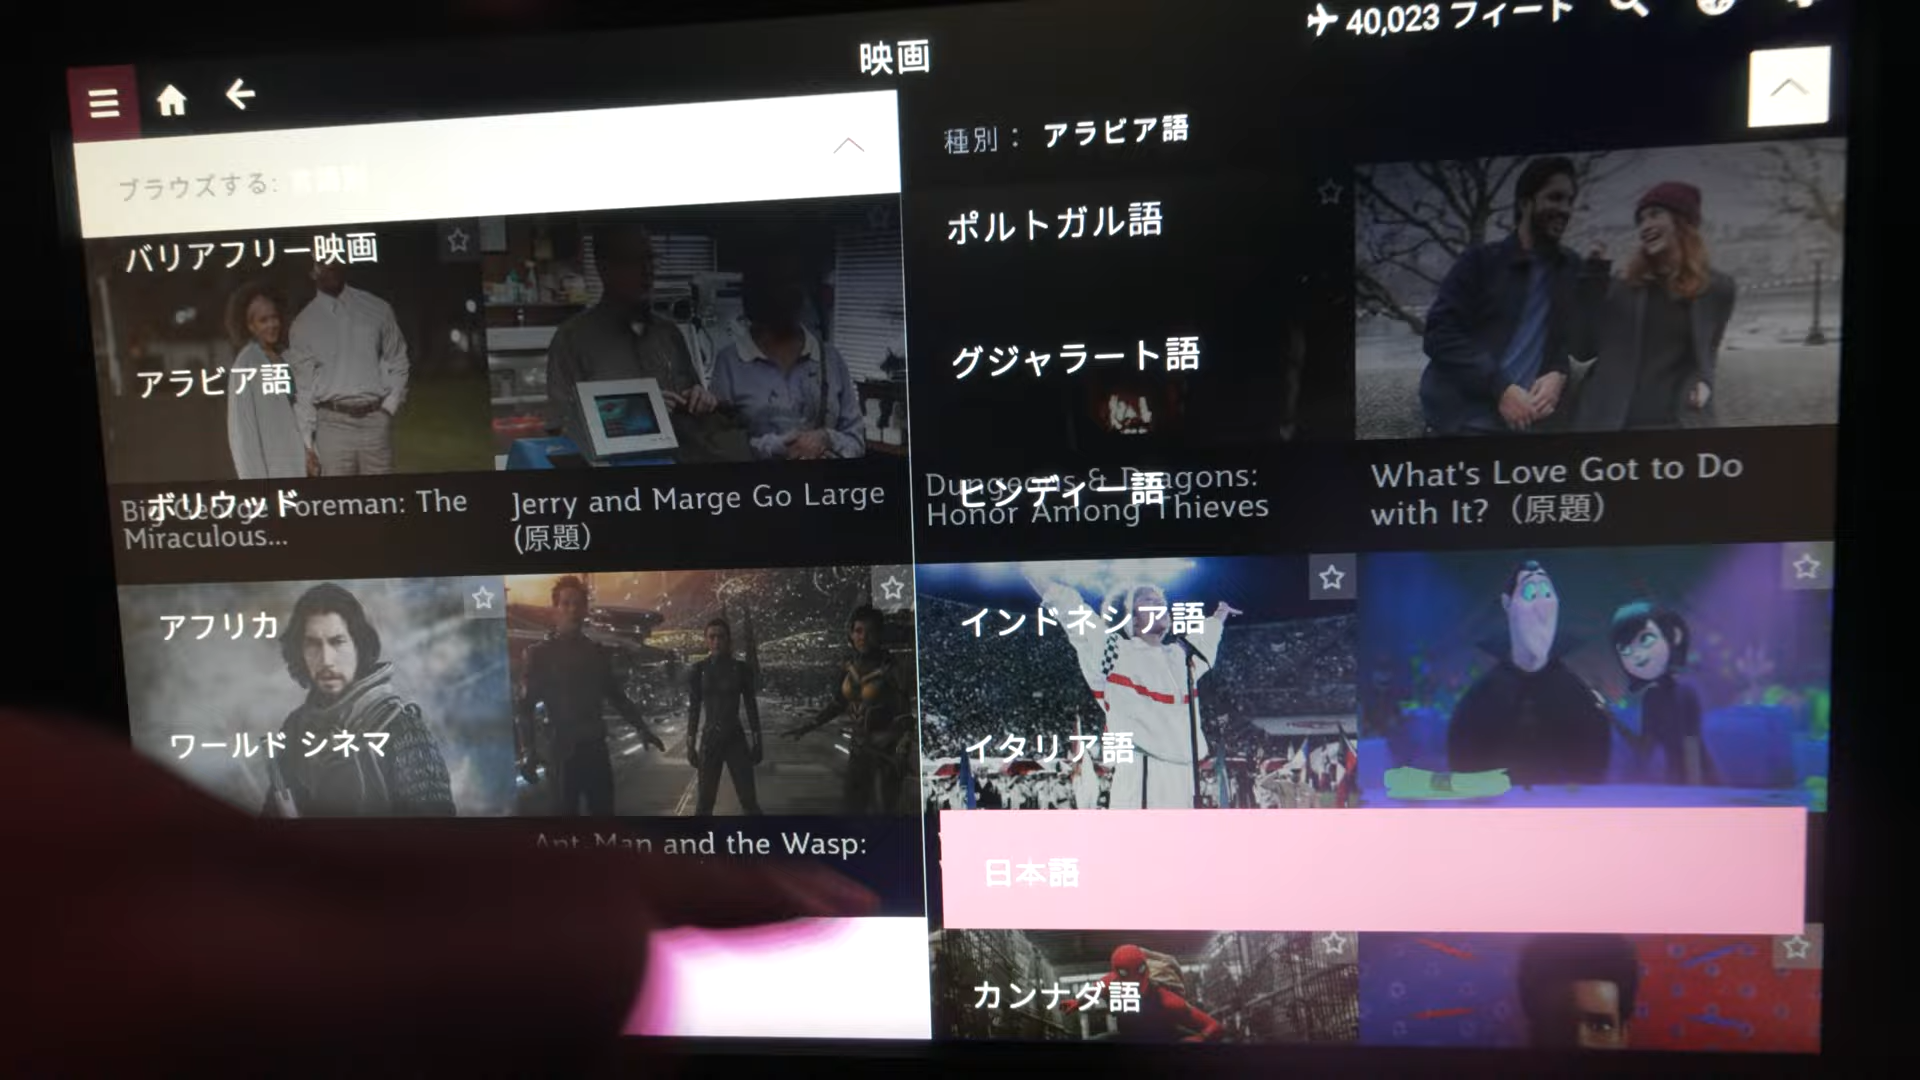 映画
40,023 フィート
ブラウズする:
種別： アラビア語
バリアフリー映画
アラビア語
ボリウッド
アフリカ
ワールド シネマ
ポルトガル語
グジャラート語
ヒンディー語
インドネシア語
イタリア語
日本語
カンナダ語
Big George Foreman: The
Miraculous...
Jerry and Marge Go Large
(原題)
Dungeons & Dragons:
Honor Among Thieves
What's Love Got to Do
with It?（原題）
Ant-Man and the Wasp: